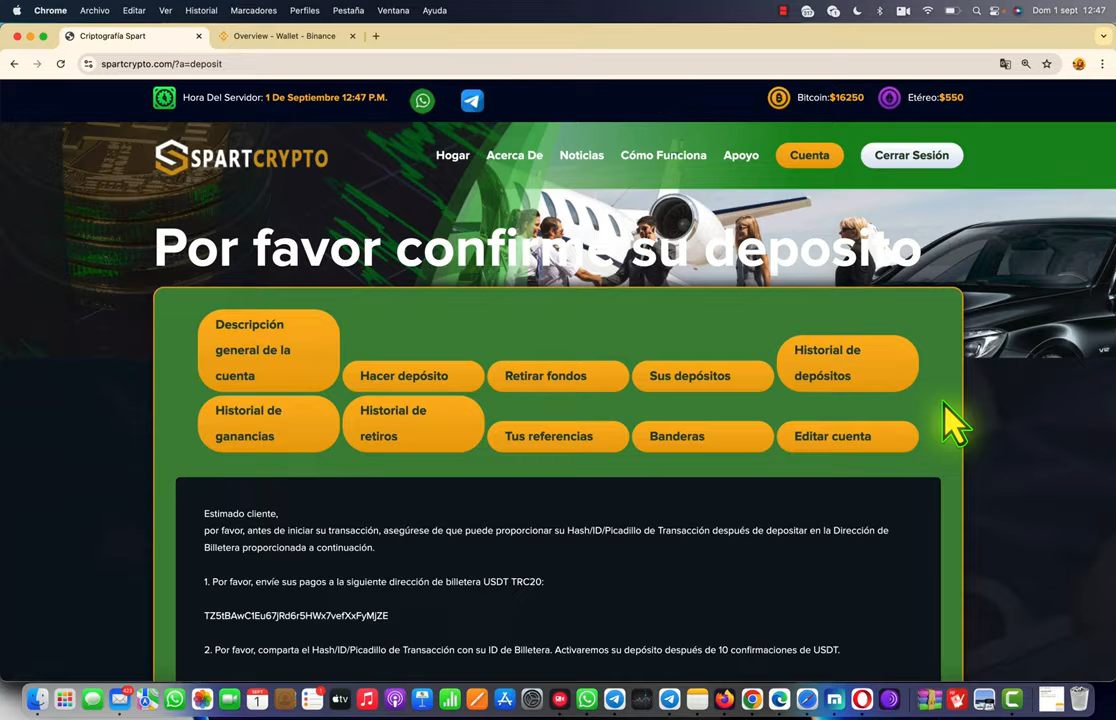 Chrome Archivo Editar Ver Historial Marcadores Perfiles Pestaña Ventana Ayuda Dom 1 sept 12:47
Criptografía Spart Overview - Wallet - Binance
spartcrypto.com/?a=deposit
Hora Del Servidor: 1 De Septiembre 12:47 P.M. Bitcoin:$16250 Etéreo:$550
SPARTCRYPTO Hogar Acerca De Noticias Cómo Funciona Apoyo Cuenta Cerrar Sesión
Por favor confirme su deposito
Descripción
general de la
cuenta
Hacer depósito
Retirar fondos
Sus depósitos
Historial de
depósitos
Historial de
ganancias
Historial de
retiros
Tus referencias
Banderas
Editar cuenta
Estimado cliente,
por favor, antes de iniciar su transacción, asegúrese de que puede proporcionar su Hash/ID/Picadillo de Transacción después de depositar en la Dirección de
Billetera proporcionada a continuación.
1. Por favor, envíe sus pagos a la siguiente dirección de billetera USDT TRC20:
TZ5tBAwC1Eu67jRd6r5HWx7vefXxFyMjZE
2. Por favor, comparta el Hash/ID/Picadillo de Transacción con su ID de Billetera. Activaremos su depósito después de 10 confirmaciones de USDT.